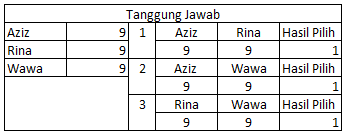 Tanggung Jawab
Aziz 9 1 Aziz Rina Hasil Pilih
Rina 9 9 9 1
Wawa 9 2 Aziz Wawa Hasil Pilih
9 9 1
3 Rina Wawa Hasil Pilih
9 9 1